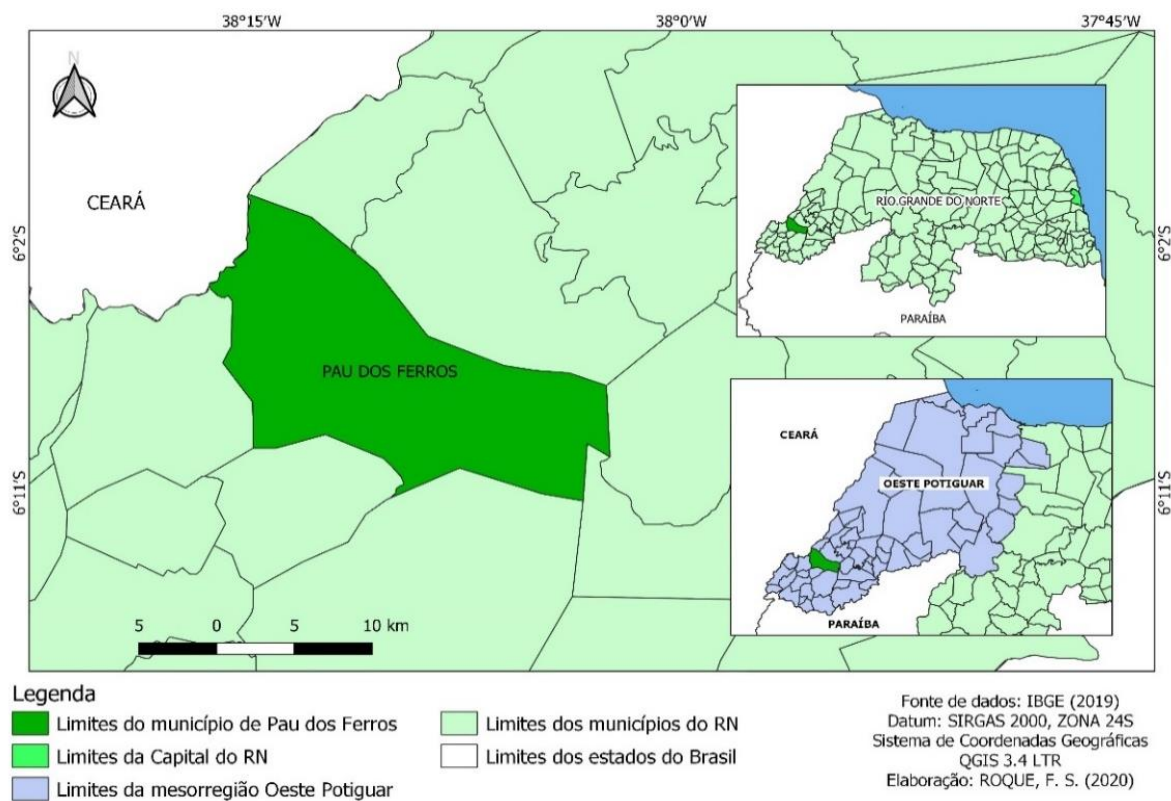 38°15'W
38°0'W
37°45'W
N
CEARÁ
6°2'S
PAU DOS FERROS
RIO.GRANDE DO NORTE
PARAÍBA
6°2'S
CEARÁ
OESTE POTIGUAR
PARAÍBA
6°11'S
6°11'S
5 0 5 10 km
Legenda
Limites do município de Pau dos Ferros
Limites da Capital do RN
Limites da mesorregião Oeste Potiguar
Limites dos municípios do RN
Limites dos estados do Brasil
Fonte de dados: IBGE (2019)
Datum: SIRGAS 2000, ZONA 24S
Sistema de Coordenadas Geográficas
QGIS 3.4 LTR
Elaboração: ROQUE, F. S. (2020)